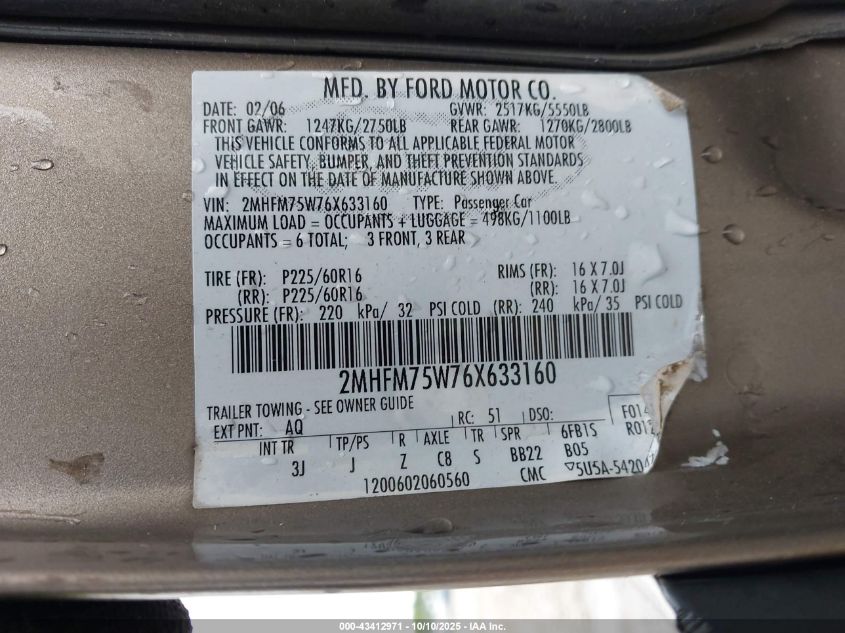 MFD. BY FORD MOTOR CO.
DATE: 02/06 GVWR: 2517KG/5550LB
FRONT GAWR: 1247KG/2750LB REAR GAWR: 1270KG/2800LB
THIS VEHICLE CONFORMS TO ALL APPLICABLE FEDERAL MOTOR
VEHICLE SAFETY, BUMPER, AND THEFT PREVENTION STANDARDS
IN EFFECT ON THE DATE OF MANUFACTURE SHOWN ABOVE.
VIN: 2MHFM75W76X633160 TYPE: Passenger Car
MAXIMUM LOAD = OCCUPANTS + LUGGAGE = 498KG/1100LB
OCCUPANTS = 6 TOTAL; 3 FRONT, 3 REAR
TIRE (FR): P225/60R16 RIMS (FR): 16 X 7.0J
(RR): P225/60R16 (RR): 16 X 7.0J
PRESSURE (FR): 220 kPa/ 32 PSI COLD (RR): 240 kPa/ 35 PSI COLD
2MHFM75W76X633160
TRAILER TOWING - SEE OWNER GUIDE
EXT PNT: AQ RC: 51 DSO: F014
INT TR TP/PS R AXLE TR SPR 6FB1S
3J J Z C8 S BB22 B05
1200602060560 CMC 5U5A-5420
000-43412971 - 10/10/2025 - IAA Inc.